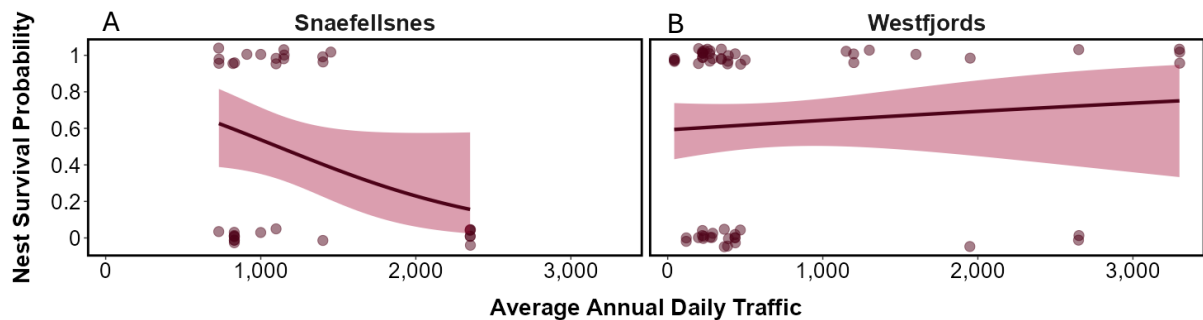 A Snaefellsnes
B Westfjords
Nest Survival Probability
1
0.8
0.6
0.4
0.2
0
0 1,000 2,000 3,000
0 1,000 2,000 3,000
Average Annual Daily Traffic